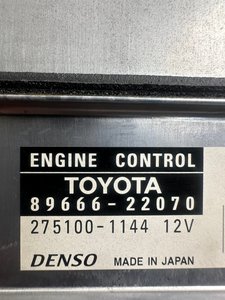 ENGINE CONTROL
TOYOTA
89666-22070
275100-1144 12V
DENSO MADE IN JAPAN